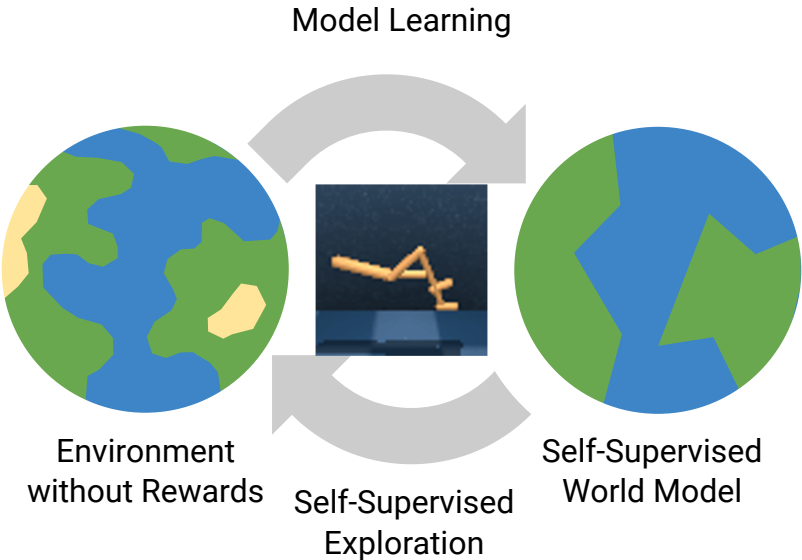 Model Learning
Environment
without Rewards
Self-Supervised
Exploration
Self-Supervised
World Model